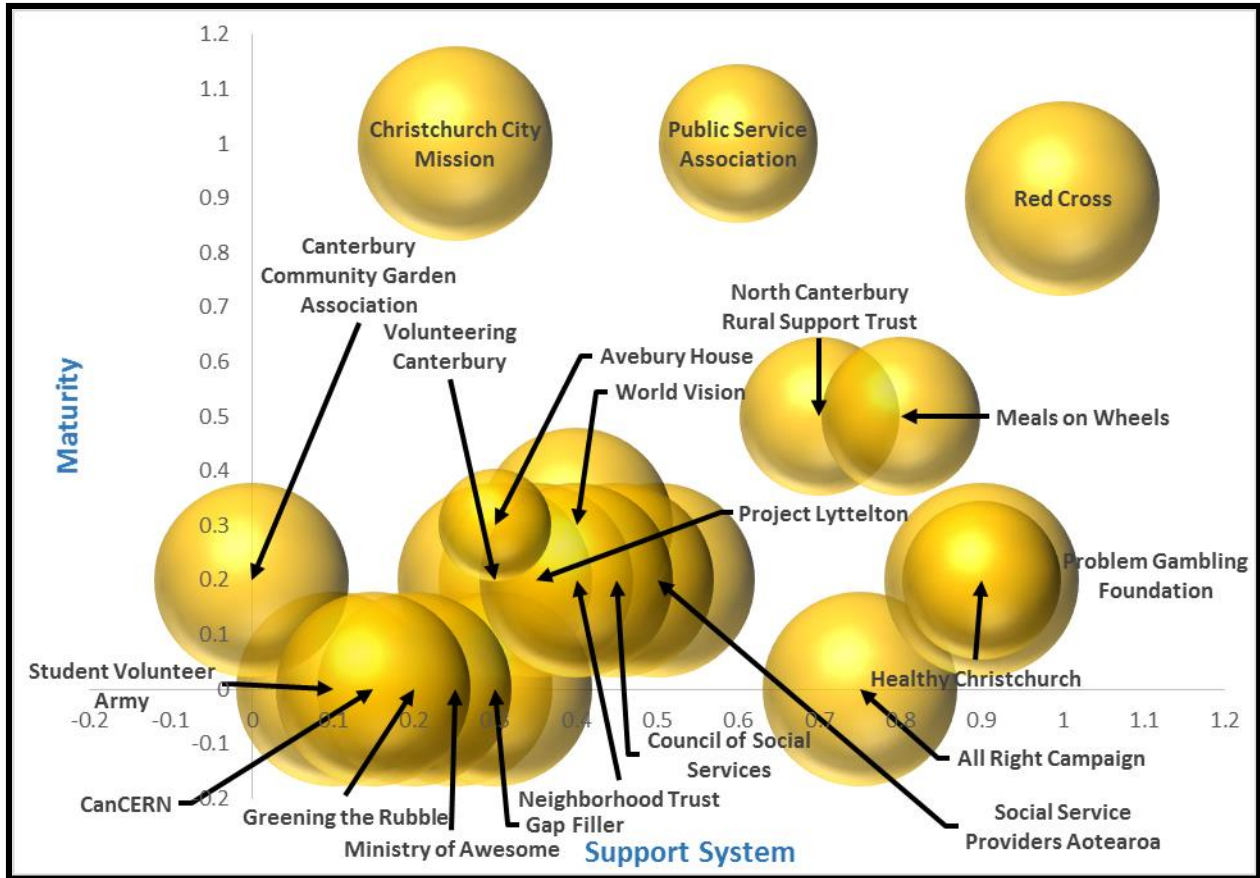 1.2
1.1
1
0.9
0.8
0.7
0.6
0.5
0.4
0.3
0.2
0.1
0
-0.1
0.2
-0.2
-0.1
0
0.1
0.2
0.3
0.4
0.5
0.6
0.7
0.8
0.9
1
1.1
1.2
Maturity
Support System
Christchurch City
Mission
Public Service
Association
Red Cross
Canterbury
Community Garden
Association
Volunteering
Canterbury
Avebury House
World Vision
North Canterbury
Rural Support Trust
Meals on Wheels
Project Lyttelton
Problem Gambling
Foundation
Healthy Christchurch
Student Volunteer
Army
CanCERN
Greening the Rubble
Ministry of Awesome
Neighborhood Trust
Gap Filler
Council of Social
Services
All Right Campaign
Social Service
Providers Aotearoa